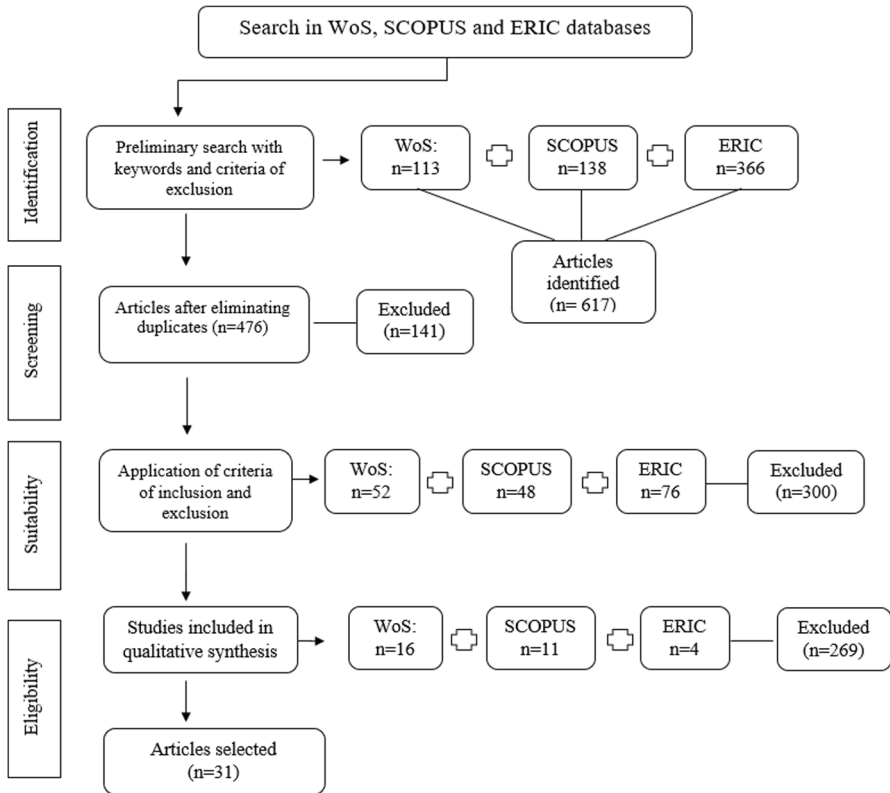 Search in WoS, SCOPUS and ERIC databases
Identification
Preliminary search with
keywords and criteria of
exclusion
WoS:
n=113
SCOPUS
n=138
ERIC
n=366
Articles
identified
(n= 617)
Screening
Articles after eliminating
duplicates (n=476)
Excluded
(n=141)
Suitability
Application of criteria
of inclusion and
exclusion
WoS:
n=52
SCOPUS
n=48
ERIC
n=76
Excluded
(n=300)
Eligibility
Studies included in
qualitative synthesis
WoS:
n=16
SCOPUS
n=11
ERIC
n=4
Excluded
(n=269)
Articles selected
(n=31)